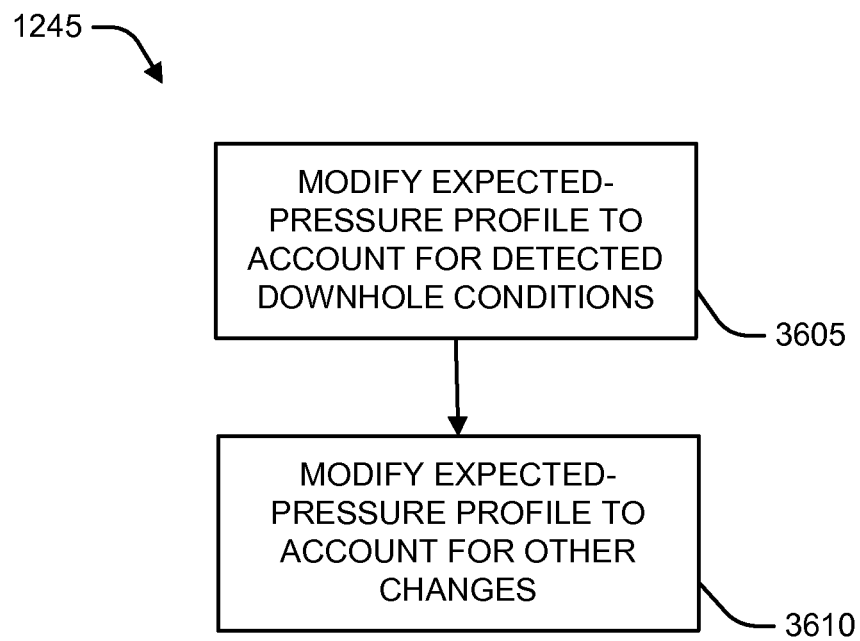 1245
MODIFY EXPECTED-
PRESSURE PROFILE TO
ACCOUNT FOR DETECTED
DOWNHOLE CONDITIONS
3605
MODIFY EXPECTED-
PRESSURE PROFILE TO
ACCOUNT FOR OTHER
CHANGES
3610